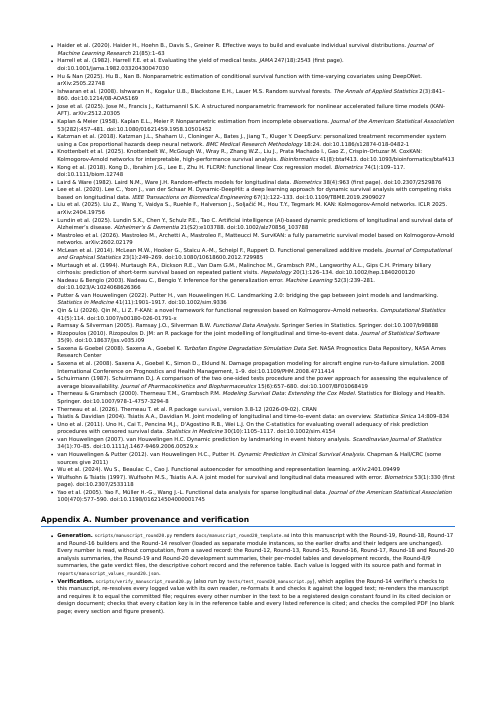 • Haider et al. (2020). Haider H., Hoehn B., Davis S., Greiner R. Effective ways to build and evaluate individual survival distributions. Journal of
Machine Learning Research 21(85):1–63
• Harrell et al. (1982). Harrell F.E. et al. Evaluating the yield of medical tests. JAMA 247(18):2543 (first page).
doi:10.1001/jama.1982.03320430047030
• Hu & Nan (2025). Hu B., Nan B. Nonparametric estimation of conditional survival function with time-varying covariates using DeepONet.
arXiv:2505.22748
• Ishwaran et al. (2008). Ishwaran H., Kogalur U.B., Blackstone E.H., Lauer M.S. Random survival forests. The Annals of Applied Statistics 2(3):841–
860. doi:10.1214/08-AOAS169
• Jose et al. (2025). Jose M., Francis J., Kattumannil S.K. A structured nonparametric framework for nonlinear accelerated failure time models (KAN-
AFT). arXiv:2512.20305
• Kaplan & Meier (1958). Kaplan E.L., Meier P. Nonparametric estimation from incomplete observations. Journal of the American Statistical Association
53(282):457–481. doi:10.1080/01621459.1958.10501452
• Katzman et al. (2018). Katzman J.L., Shaham U., Cloninger A., Bates J., Jiang T., Kluger Y. DeepSurv: personalized treatment recommender system
using a Cox proportional hazards deep neural network. BMC Medical Research Methodology 18:24. doi:10.1186/s12874-018-0482-1
• Knottenbelt et al. (2025). Knottenbelt W., McGough W., Wray R., Zhang W.Z., Liu J., Prata Machado I., Gao Z., Crispin-Ortuzar M. CoxKAN:
Kolmogorov-Arnold networks for interpretable, high-performance survival analysis. Bioinformatics 41(8):btaf413. doi:10.1093/bioinformatics/btaf413
• Kong et al. (2018). Kong D., Ibrahim J.G., Lee E., Zhu H. FLCRM: functional linear Cox regression model. Biometrics 74(1):109–117.
doi:10.1111/biom.12748
• Laird & Ware (1982). Laird N.M., Ware J.H. Random-effects models for longitudinal data. Biometrics 38(4):963 (first page). doi:10.2307/2529876
• Lee et al. (2020). Lee C., Yoon J., van der Schaar M. Dynamic-DeepHit: a deep learning approach for dynamic survival analysis with competing risks
based on longitudinal data. IEEE Transactions on Biomedical Engineering 67(1):122–133. doi:10.1109/TBME.2019.2909027
• Liu et al. (2025). Liu Z., Wang Y., Vaidya S., Ruehle F., Halverson J., Soljačić M., Hou T.Y., Tegmark M. KAN: Kolmogorov-Arnold networks. ICLR 2025.
arXiv:2404.19756
• Lundin et al. (2025). Lundin S.K., Chen Y., Schulz P.E., Tao C. Artificial intelligence (AI)-based dynamic predictions of longitudinal and survival data of
Alzheimer's disease. Alzheimer's & Dementia 21(S2):e103788. doi:10.1002/alz70856_103788
• Mastroleo et al. (2026). Mastroleo M., Archetti A., Mastroleo F., Matteucci M. SurvKAN: a fully parametric survival model based on Kolmogorov-Arnold
networks. arXiv:2602.02179
• McLean et al. (2014). McLean M.W., Hooker G., Staicu A.-M., Scheipl F., Ruppert D. Functional generalized additive models. Journal of Computational
and Graphical Statistics 23(1):249–269. doi:10.1080/10618600.2012.729985
• Murtaugh et al. (1994). Murtaugh P.A., Dickson E.R., Van Dam G.M., Malinchoc M., Grambsch P.M., Langworthy A.L., Gips C.H. Primary biliary
cirrhosis: prediction of short-term survival based on repeated patient visits. Hepatology 20(1):126–134. doi:10.1002/hep.1840200120
• Nadeau & Bengio (2003). Nadeau C., Bengio Y. Inference for the generalization error. Machine Learning 52(3):239–281.
doi:10.1023/A:1024068626366
• Putter & van Houwelingen (2022). Putter H., van Houwelingen H.C. Landmarking 2.0: bridging the gap between joint models and landmarking.
Statistics in Medicine 41(11):1901–1917. doi:10.1002/sim.9336
• Qin & Li (2026). Qin M., Li Z. F-KAN: a novel framework for functional regression based on Kolmogorov–Arnold networks. Computational Statistics
41(5):114. doi:10.1007/s00180-026-01791-x
• Ramsay & Silverman (2005). Ramsay J.O., Silverman B.W. Functional Data Analysis. Springer Series in Statistics. Springer. doi:10.1007/b98888
• Rizopoulos (2010). Rizopoulos D. JM: an R package for the joint modelling of longitudinal and time-to-event data. Journal of Statistical Software
35(9). doi:10.18637/jss.v035.i09
• Saxena & Goebel (2008). Saxena A., Goebel K. Turbofan Engine Degradation Simulation Data Set. NASA Prognostics Data Repository, NASA Ames
Research Center
• Saxena et al. (2008). Saxena A., Goebel K., Simon D., Eklund N. Damage propagation modeling for aircraft engine run-to-failure simulation. 2008
International Conference on Prognostics and Health Management, 1–9. doi:10.1109/PHM.2008.4711414
• Schuirmann (1987). Schuirmann D.J. A comparison of the two one-sided tests procedure and the power approach for assessing the equivalence of
average bioavailability. Journal of Pharmacokinetics and Biopharmaceutics 15(6):657–680. doi:10.1007/BF01068419
• Therneau & Grambsch (2000). Therneau T.M., Grambsch P.M. Modeling Survival Data: Extending the Cox Model. Statistics for Biology and Health.
Springer. doi:10.1007/978-1-4757-3294-8
• Therneau et al. (2026). Therneau T. et al. R package survival, version 3.8-12 (2026-09-02). CRAN
• Tsiatis & Davidian (2004). Tsiatis A.A., Davidian M. Joint modeling of longitudinal and time-to-event data: an overview. Statistica Sinica 14:809–834
• Uno et al. (2011). Uno H., Cai T., Pencina M.J., D'Agostino R.B., Wei L.J. On the C-statistics for evaluating overall adequacy of risk prediction
procedures with censored survival data. Statistics in Medicine 30(10):1105–1117. doi:10.1002/sim.4154
• van Houwelingen (2007). van Houwelingen H.C. Dynamic prediction by landmarking in event history analysis. Scandinavian Journal of Statistics
34(1):70–85. doi:10.1111/j.1467-9469.2006.00529.x
• van Houwelingen & Putter (2012). van Houwelingen H.C., Putter H. Dynamic Prediction in Clinical Survival Analysis. Chapman & Hall/CRC (some
sources give 2011)
• Wu et al. (2024). Wu S., Beaulac C., Cao J. Functional autoencoder for smoothing and representation learning. arXiv:2401.09499
• Wulfsohn & Tsiatis (1997). Wulfsohn M.S., Tsiatis A.A. A joint model for survival and longitudinal data measured with error. Biometrics 53(1):330 (first
page). doi:10.2307/2533118
• Yao et al. (2005). Yao F., Müller H.-G., Wang J.-L. Functional data analysis for sparse longitudinal data. Journal of the American Statistical Association
100(470):577–590. doi:10.1198/016214504000001745
Appendix A. Number provenance and verification
• Generation. scripts/manuscript_round20.py renders docs/manuscript_round20_template.md into this manuscript with the Round-19, Round-18, Round-17
and Round-16 builders and the Round-14 resolver (loaded as separate module instances, so the earlier drafts and their ledgers are unchanged).
Every number is read, without computation, from a saved record: the Round-12, Round-13, Round-15, Round-16, Round-17, Round-18 and Round-20
analysis summaries, the Round-19 and Round-20 development summaries, their per-model tables and development records, the Round-8/9
summaries, the gate verdict files, the descriptive cohort record and the reference table. Each value is logged with its source path and format in
reports/manuscript_values_round20.json.
• Verification. scripts/verify_manuscript_round20.py (also run by tests/test_round20_manuscript.py), which applies the Round-14 verifier's checks to
this manuscript, re-resolves every logged value with its own reader, re-formats it and checks it against the logged text; re-renders the manuscript
and requires it to equal the committed file; requires every other number in the text to be a registered design constant found in its cited decision or
design document; checks that every citation key is in the reference table and every listed reference is cited; and checks the compiled PDF (no blank
page; every section and figure present).